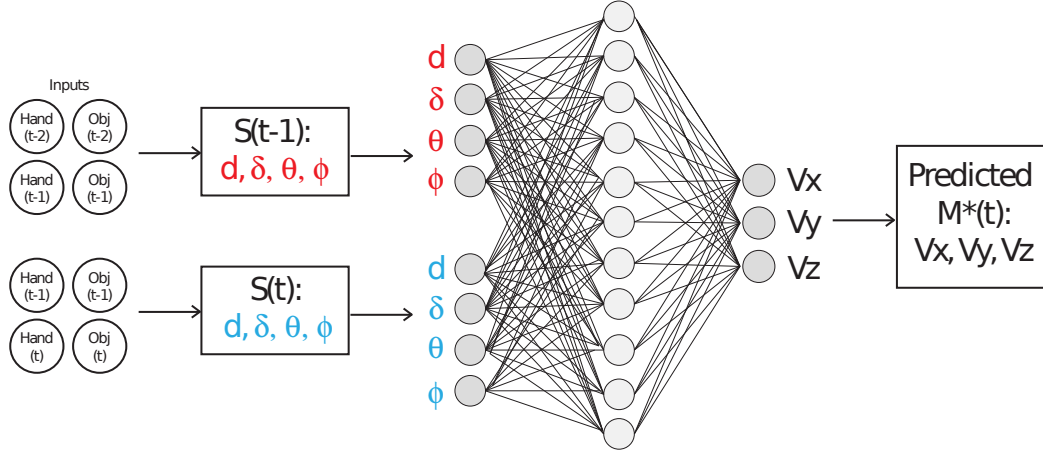 Inputs
Hand
(t-2)
Obj
(t-2)
Hand
(t-1)
Obj
(t-1)
S(t-1):
d, δ, θ, ϕ
Hand
(t-1)
Obj
(t-1)
Hand
(t)
Obj
(t)
S(t):
d, δ, θ, ϕ
d
δ
θ
ϕ
d
δ
θ
ϕ
Vx
Vy
Vz
Predicted
M*(t):
Vx, Vy, Vz